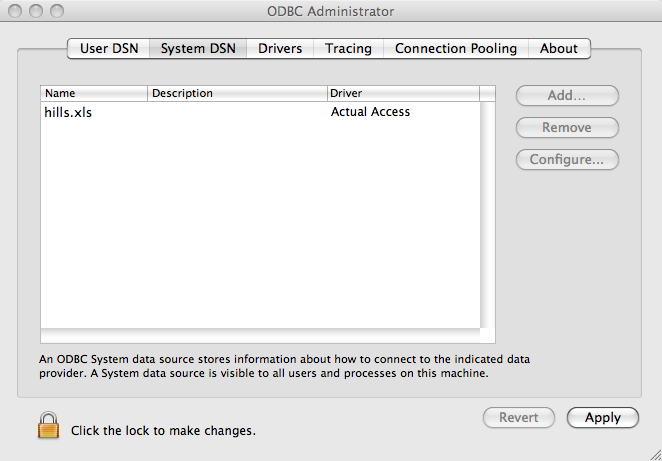 ODBC Administrator
User DSN System DSN Drivers Tracing Connection Pooling About
Name Description Driver
hills.xls Actual Access
Add...
Remove
Configure...
An ODBC System data source stores information about how to connect to the indicated data
provider. A System data source is visible to all users and processes on this machine.
Click the lock to make changes.
Revert Apply